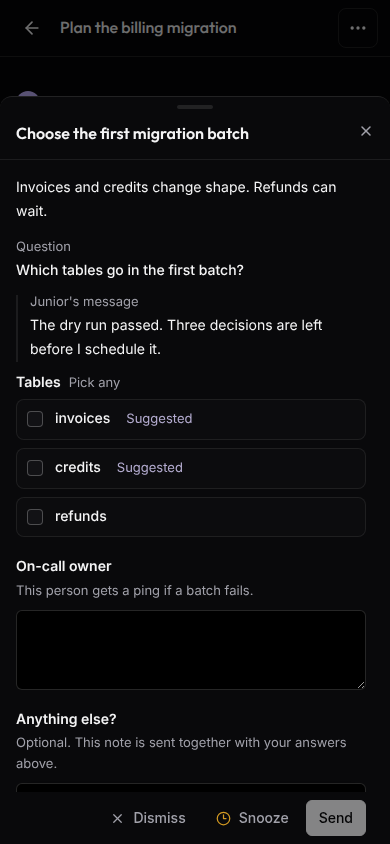 Plan the billing migration
Choose the first migration batch
Invoices and credits change shape. Refunds can
wait.
Question
Which tables go in the first batch?
Junior's message
The dry run passed. Three decisions are left
before I schedule it.
Tables Pick any
invoices Suggested
credits Suggested
refunds
On-call owner
This person gets a ping if a batch fails.
Anything else?
Optional. This note is sent together with your answers
above.
Dismiss Snooze Send